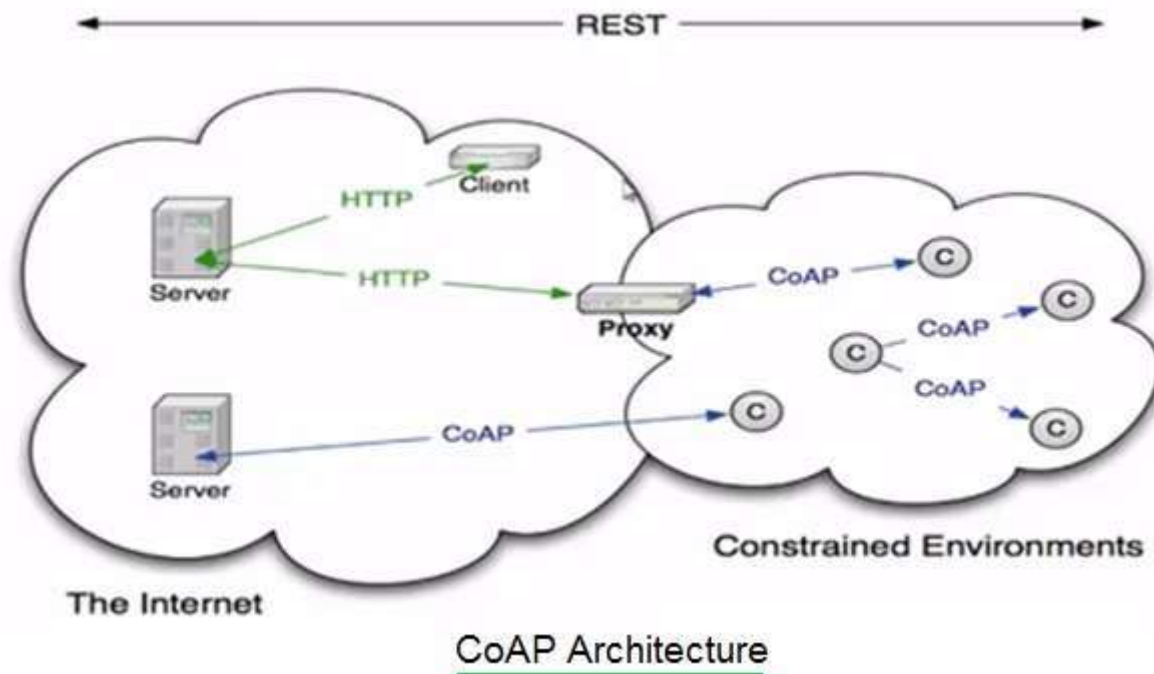 REST
Client
HTTP
Server
HTTP
Proxy
CoAP
C
C
CoAP
C
CoAP
C
C
CoAP
Server
Constrained Environments
The Internet
CoAP Architecture